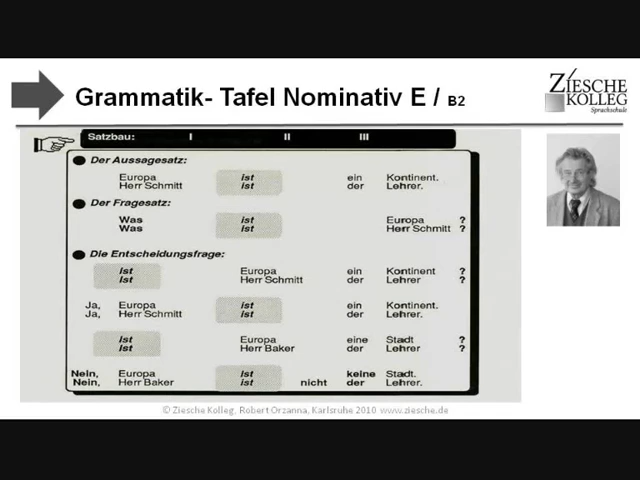 Grammatik- Tafel Nominativ E / B2
ZIESCHE
KOLLEG
Sprachschule
Satzbau: I II III
Der Aussagesatz:
Europa ist ein Kontinent.
Herr Schmitt ist der Lehrer.
Der Fragesatz:
Was ist Europa ?
Was ist Herr Schmitt ?
Die Entscheidungsfrage:
Ist Europa ein Kontinent ?
Ist Herr Schmitt der Lehrer ?
Ja, Europa ist ein Kontinent.
Ja, Herr Schmitt ist der Lehrer.
Ist Europa eine Stadt ?
Ist Herr Baker der Lehrer ?
Nein, Europa ist keine Stadt.
Nein, Herr Baker ist nicht der Lehrer.
© Ziesche Kolleg, Robert Orzanna, Karlsruhe 2010 www.ziesche.de